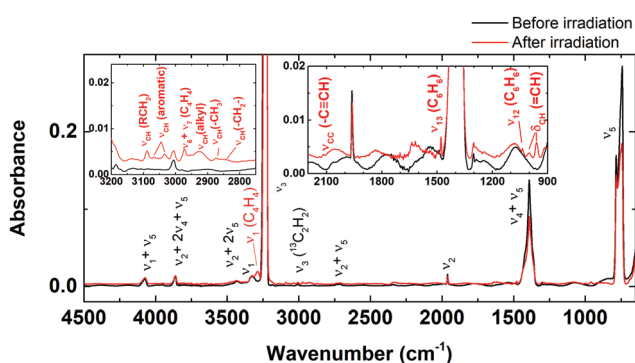 Before irradiation
After irradiation
Absorbance
0.2
0.0
4500 4000 3500 3000 2500 2000 1500 1000
Wavenumber (cm⁻¹)
0.01
0.005
0.00
3200 3100 3000 2900 2800
ν_CH (RCH₂)
ν_CH (aromatic)
ν₆ + ν₇ (C₄H₄)
ν_CH (alkyl)
ν_CH (-CH₃)
ν_CH (-CH₂-)
0.02
0.01
0.00
2100 1800 1500 1200 900
ν_CC (-C≡CH)
ν₁₃ (C₆H₆)
ν₁₂ (C₆H₆)
δ_CH (=CH)
ν₁ + ν₅
ν₂ + 2ν₄ + ν₅
ν₂ + 2ν₅
ν₁
ν₁ (C₄H₄)
ν₃
ν₃ (¹³C₂H₂)
ν₂ + ν₅
ν₂
ν₄ + ν₅
ν₅